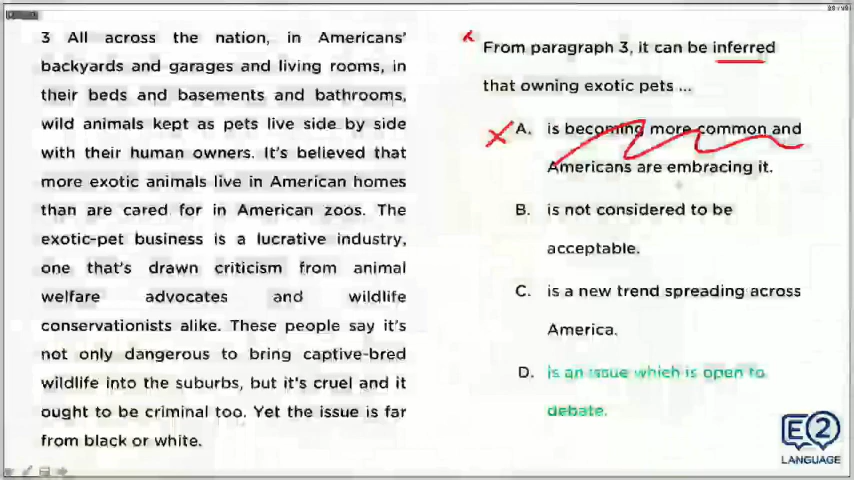 3 All across the nation, in Americans'
backyards and garages and living rooms, in
their beds and basements and bathrooms,
wild animals kept as pets live side by side
with their human owners. It's believed that
more exotic animals live in American homes
than are cared for in American zoos. The
exotic-pet business is a lucrative industry,
one that's drawn criticism from animal
welfare advocates and wildlife
conservationists alike. These people say it's
not only dangerous to bring captive-bred
wildlife into the suburbs, but it's cruel and it
ought to be criminal too. Yet the issue is far
from black or white.
From paragraph 3, it can be inferred
that owning exotic pets ...
A. is becoming more common and
Americans are embracing it.
B. is not considered to be
acceptable.
C. is a new trend spreading across
America.
D. is an issue which is open to
debate.
E2
LANGUAGE